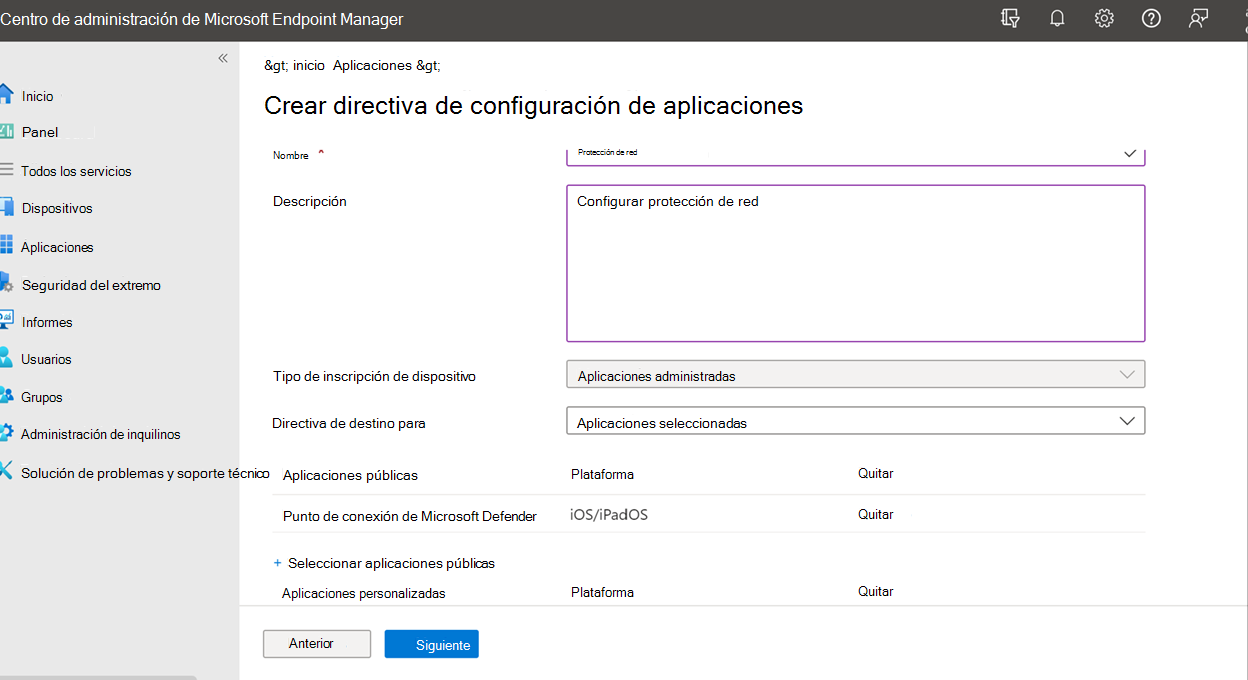 Centro de administración de Microsoft Endpoint Manager
&gt; inicio Aplicaciones &gt;
Crear directiva de configuración de aplicaciones
Inicio
Panel
Todos los servicios
Dispositivos
Aplicaciones
Seguridad del extremo
Informes
Usuarios
Grupos
Administración de inquilinos
Solución de problemas y soporte técnico
Nombre * Protección de red
Descripción Configurar protección de red
Tipo de inscripción de dispositivo Aplicaciones administradas
Directiva de destino para Aplicaciones seleccionadas
Aplicaciones públicas Plataforma Quitar
Punto de conexión de Microsoft Defender iOS/iPadOS Quitar
+ Seleccionar aplicaciones públicas
Aplicaciones personalizadas Plataforma Quitar
Anterior Siguiente